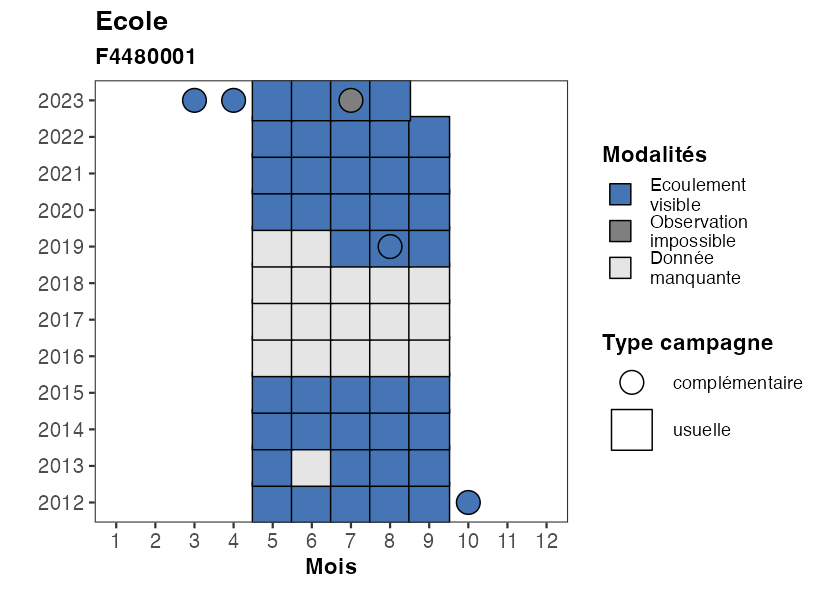 Ecole
F4480001
2023
2022
2021
2020
2019
2018
2017
2016
2015
2014
2013
2012
1 2 3 4 5 6 7 8 9 10 11 12
Mois
Modalités
Ecoulement
visible
Observation
impossible
Donnée
manquante
Type campagne
complémentaire
usuelle